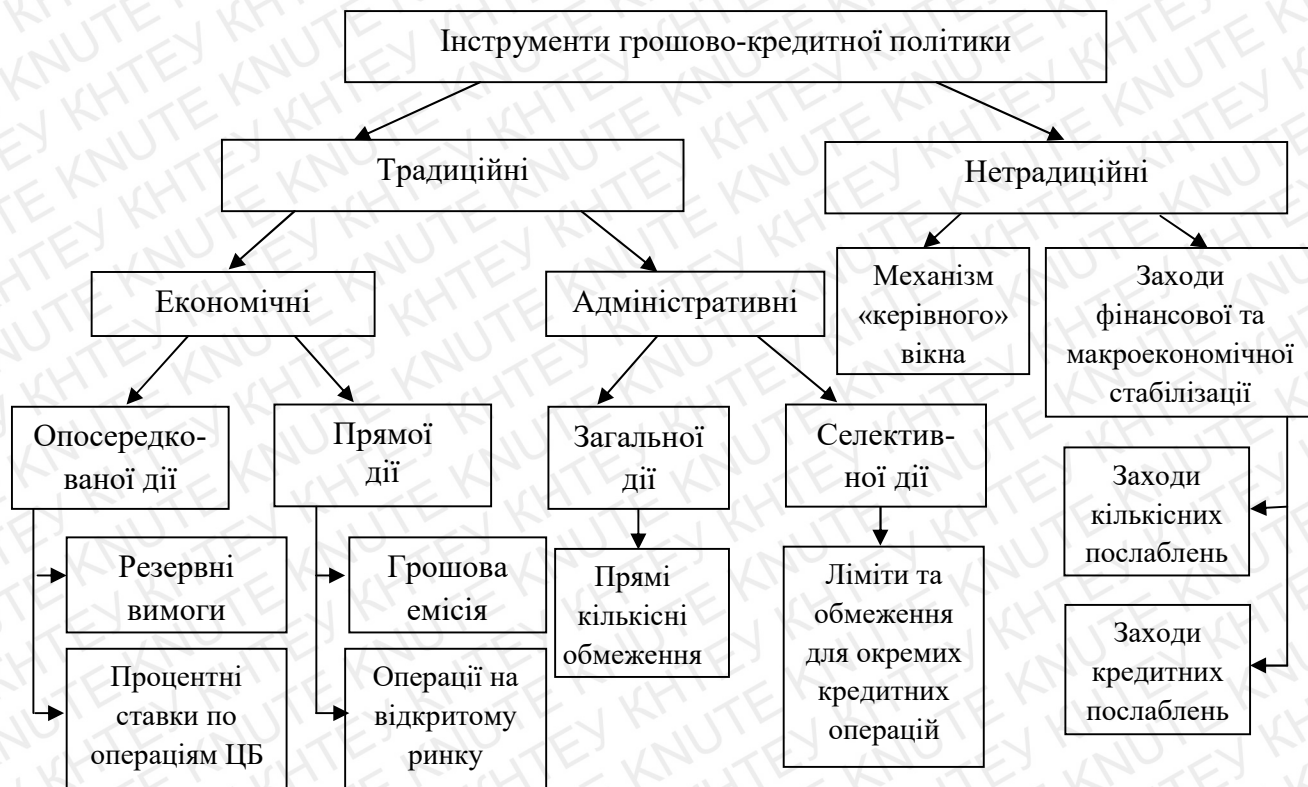 Інструменти грошово-кредитної політики
Традиційні
Нетрадиційні
Економічні
Адміністративні
Механізм
«керівного»
вікна
Заходи
фінансової та
макроекономічної
стабілізації
Опосередко-
ваної дії
Прямої
дії
Загальної
дії
Селектив-
ної дії
Резервні
вимоги
Процентні
ставки по
операціям ЦБ
Грошова
емісія
Операції на
відкритому
ринку
Прямі
кількісні
обмеження
Ліміти та
обмеження
для окремих
кредитних
операцій
Заходи
кількісних
послаблень
Заходи
кредитних
послаблень